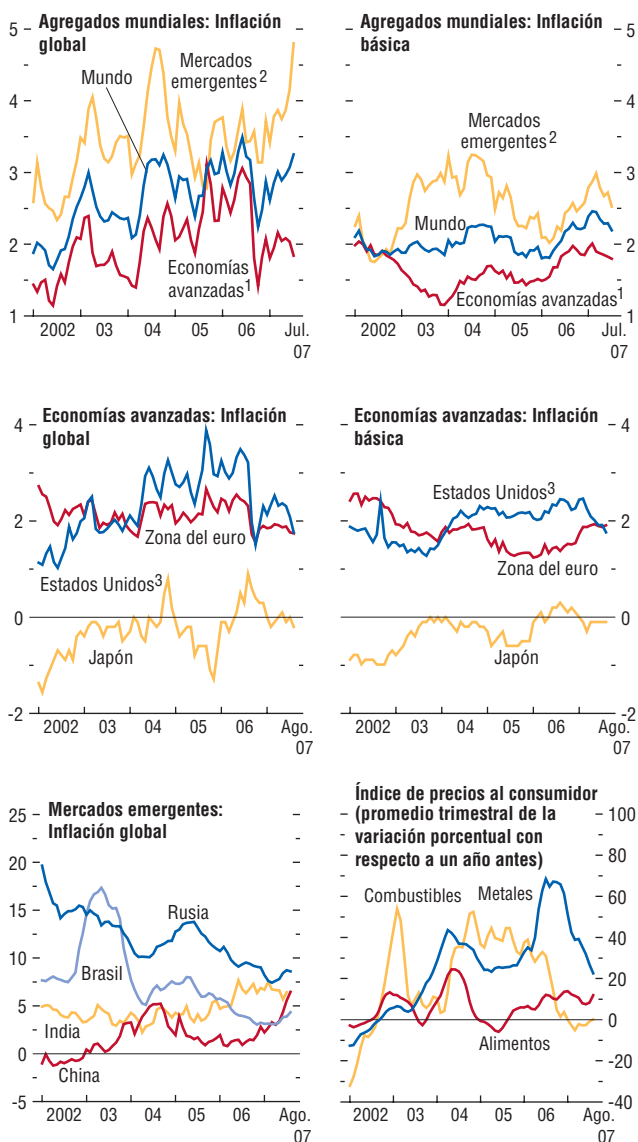 Agregados mundiales: Inflación
global
5
4
3
2
1
Mundo
Mercados
emergentes2
Economías
avanzadas1
2002 03 04 05 06 Jul.
07
Agregados mundiales: Inflación
básica
5
4
3
2
1
Mercados
emergentes2
Mundo
Economías avanzadas1
2002 03 04 05 06 Jul.
07
Economías avanzadas: Inflación
global
4
2
0
-2
Zona del euro
Estados Unidos3
Japón
2002 03 04 05 06 Ago.
07
Economías avanzadas: Inflación
básica
4
2
0
-2
Estados Unidos3
Zona del euro
Japón
2002 03 04 05 06 Ago.
07
Mercados emergentes:
Inflación global
25
20
15
10
5
0
-5
Rusia
Brasil
India
China
2002 03 04 05 06 Ago.
07
Índice de precios al consumidor
(promedio trimestral de la
variación porcentual con
respecto a un año antes)
100
80
60
40
20
0
-20
-40
Combustibles Metales
Alimentos
2002 03 04 05 06 Ago.
07